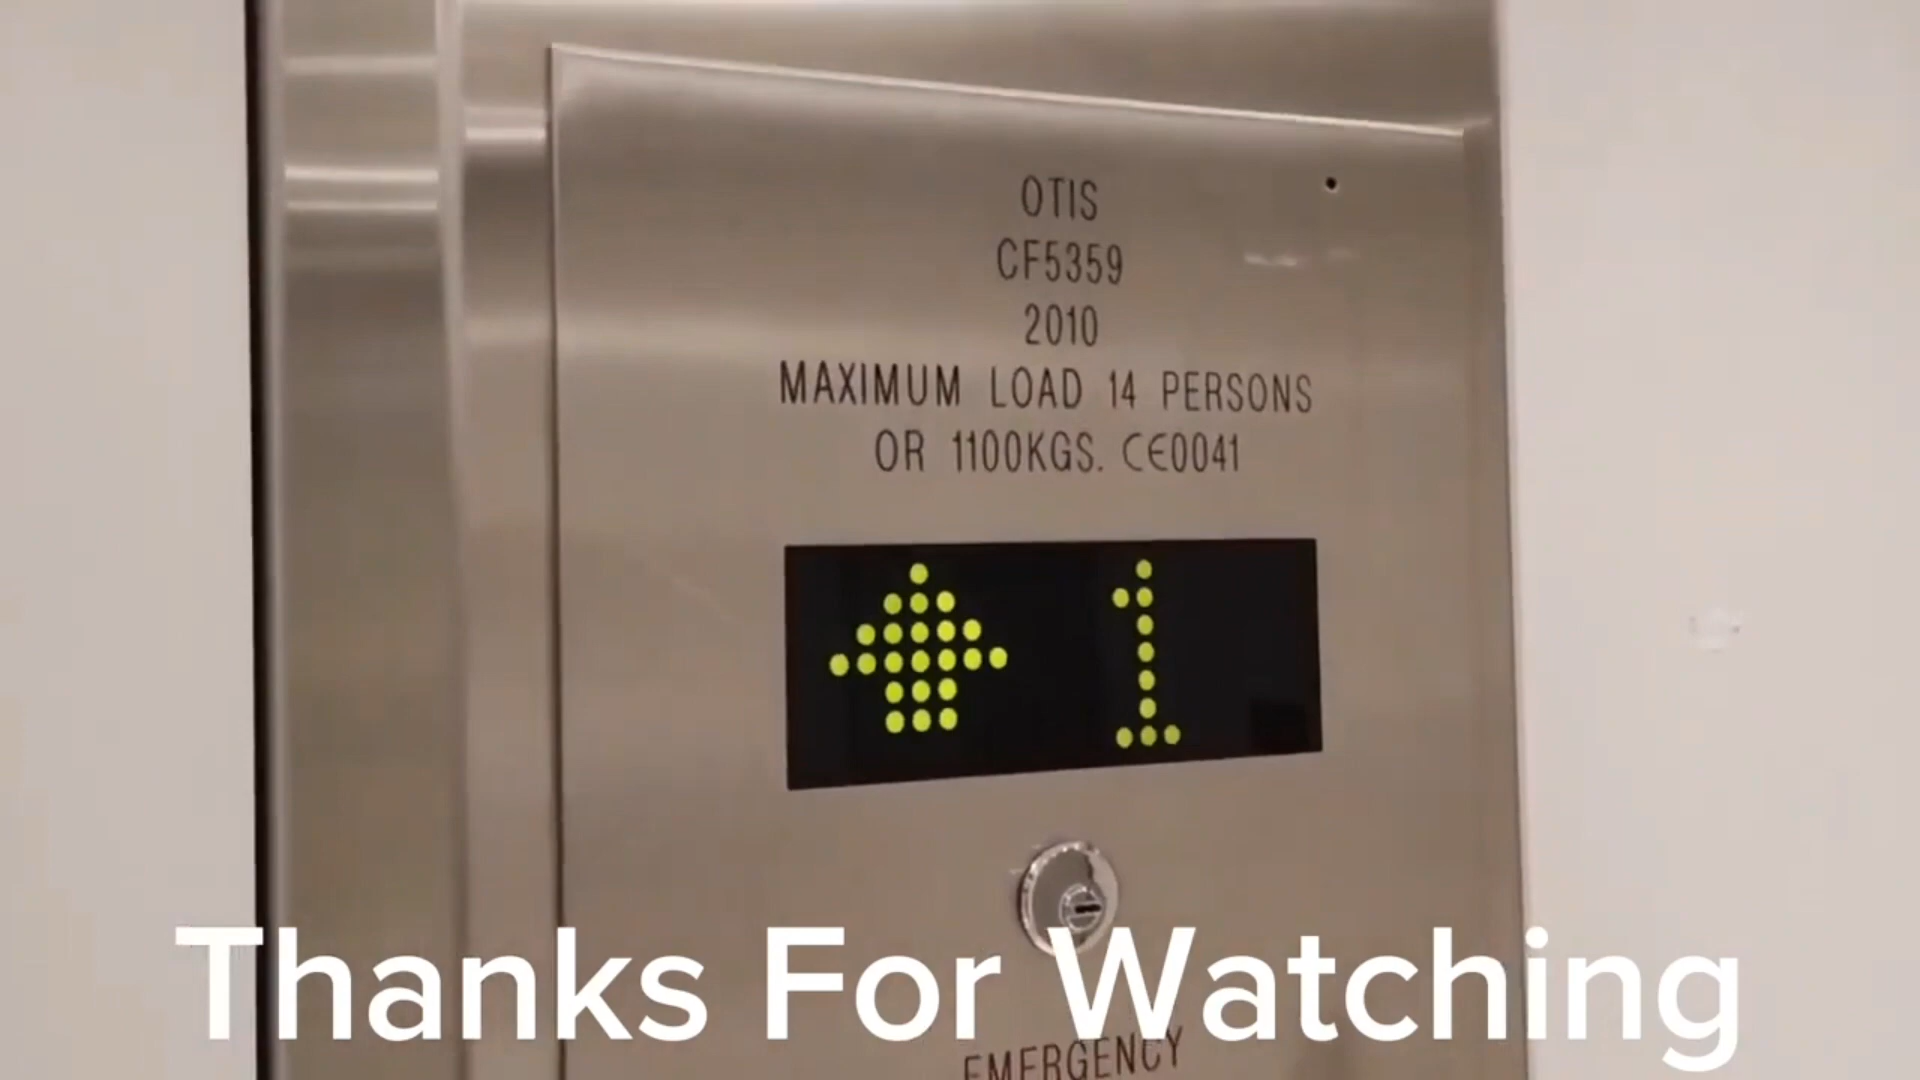 OTIS
CF5359
2010
MAXIMUM LOAD 14 PERSONS
OR 1100KGS. CE0041
1
Thanks For Watching
EMERGENCY